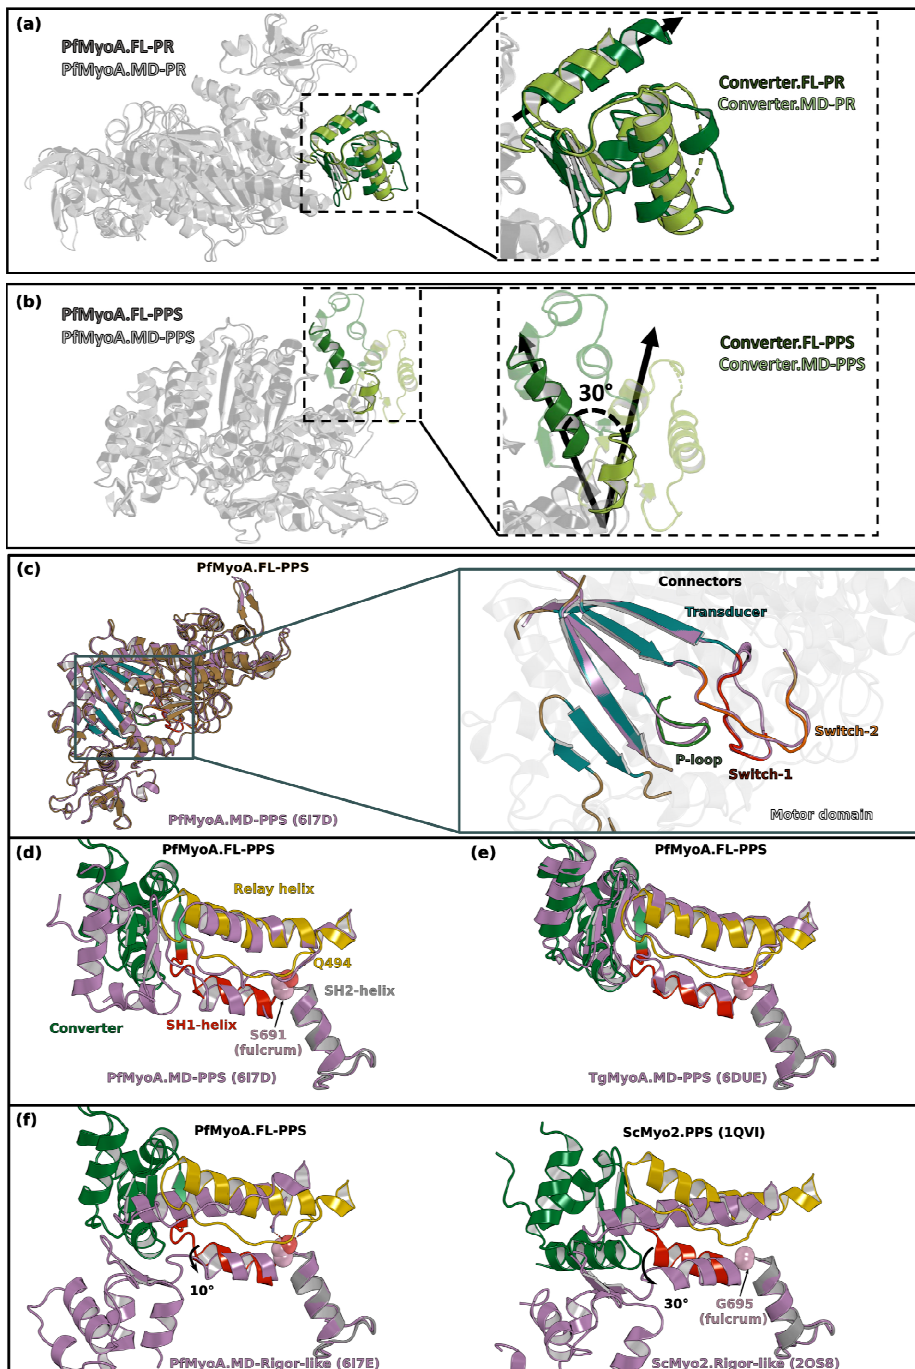 (a)
PfMyoA.FL-PR
PfMyoA.MD-PR
Converter.FL-PR
Converter.MD-PR
(b)
PfMyoA.FL-PPS
PfMyoA.MD-PPS
Converter.FL-PPS
Converter.MD-PPS
30°
(c)
PfMyoA.FL-PPS
PfMyoA.MD-PPS (6I7D)
Connectors
Transducer
Switch-2
P-loop
Switch-1
Motor domain
(d)
PfMyoA.FL-PPS
Relay helix
Q494
SH2-helix
Converter
SH1-helix
S691
(fulcrum)
PfMyoA.MD-PPS (6I7D)
(e)
PfMyoA.FL-PPS
TgMyoA.MD-PPS (6DUE)
(f)
PfMyoA.FL-PPS
10°
PfMyoA.MD-Rigor-like (6I7E)
ScMyo2.PPS (1QVI)
30°
G695
(fulcrum)
ScMyo2.Rigor-like (2OS8)